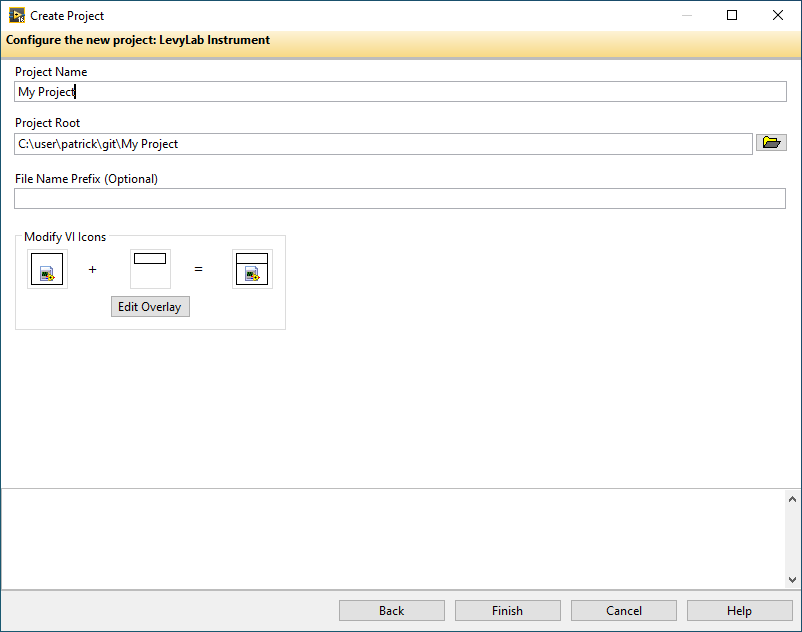 Create Project
Configure the new project: LevyLab Instrument
Project Name
My Project
Project Root
C:\user\patrick\git\My Project
File Name Prefix (Optional)
Modify VI Icons
+ =
Edit Overlay
Back Finish Cancel Help